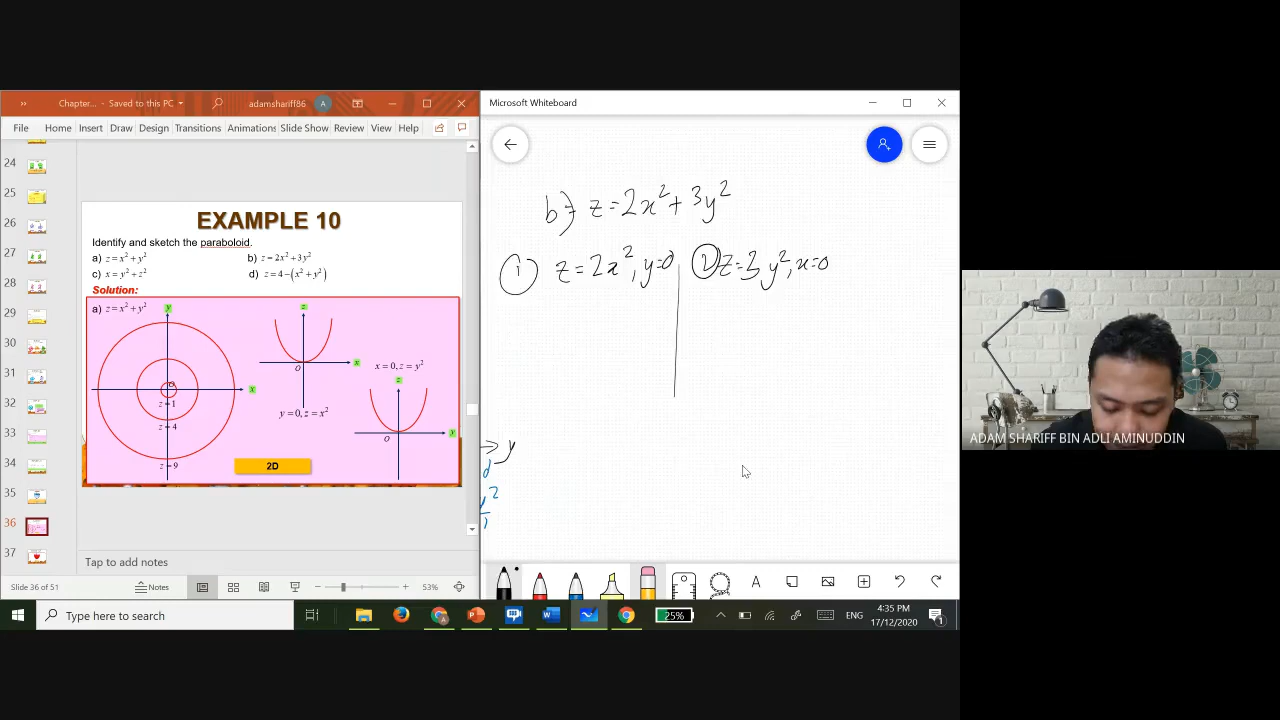 Chapter... - Saved to this PC
adamshariff86
A
File Home Insert Draw Design Transitions Animations Slide Show Review View Help
24
25
26
27
28
29
30
31
32
33
34
35
36
37
EXAMPLE 10
Identify and sketch the paraboloid.
a) z = x² + y² b) z = 2x² + 3y²
c) x = y² + z² d) z = 4 − (x² + y²)
Solution:
a) z = x² + y²
y
x
O
z = 1
z = 4
z = 9
z
x
O
y = 0, z = x²
x = 0, z = y²
z
y
O
2D
Tap to add notes
Slide 36 of 51
Notes
53%
Microsoft Whiteboard
b) z = 2x² + 3y²
① z = 2x², y=0 ② z = 3y², x=0
y
ADAM SHARIFF BIN ADLI AMINUDDIN
Type here to search
25%
ENG
4:35 PM
17/12/2020
1